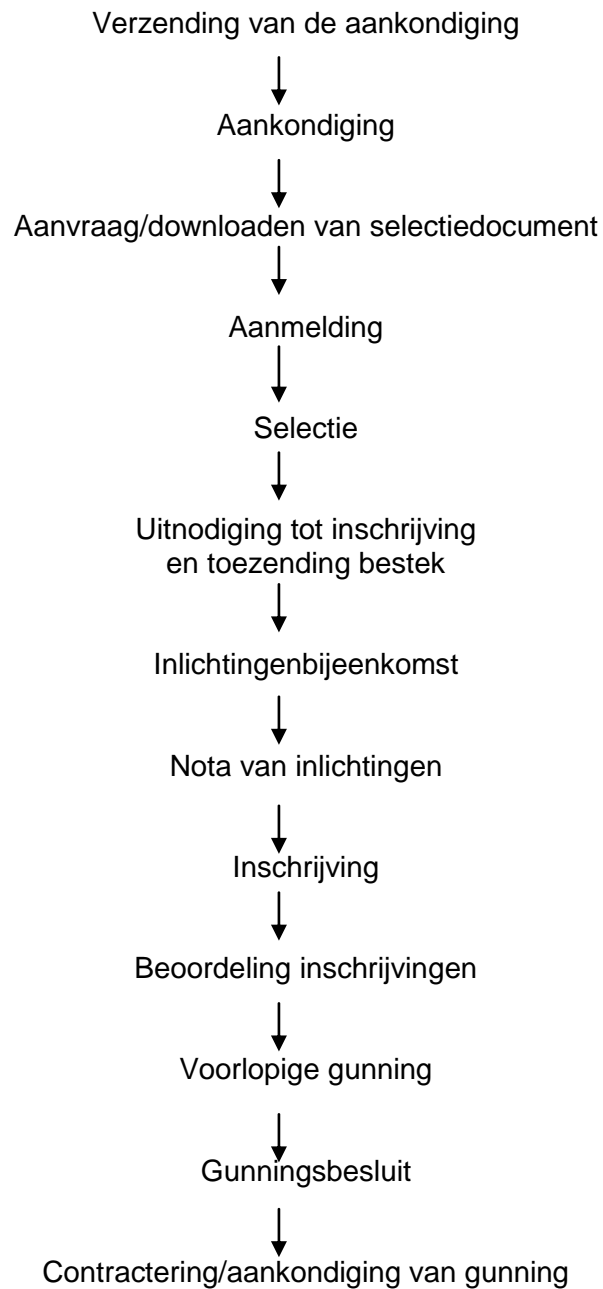 Verzending van de aankondiging
Aankondiging
Aanvraag/downloaden van selectiedocument
Aanmelding
Selectie
Uitnodiging tot inschrijving
en toezending bestek
Inlichtingenbijeenkomst
Nota van inlichtingen
Inschrijving
Beoordeling inschrijvingen
Voorlopige gunning
Gunningsbesluit
Contractering/aankondiging van gunning